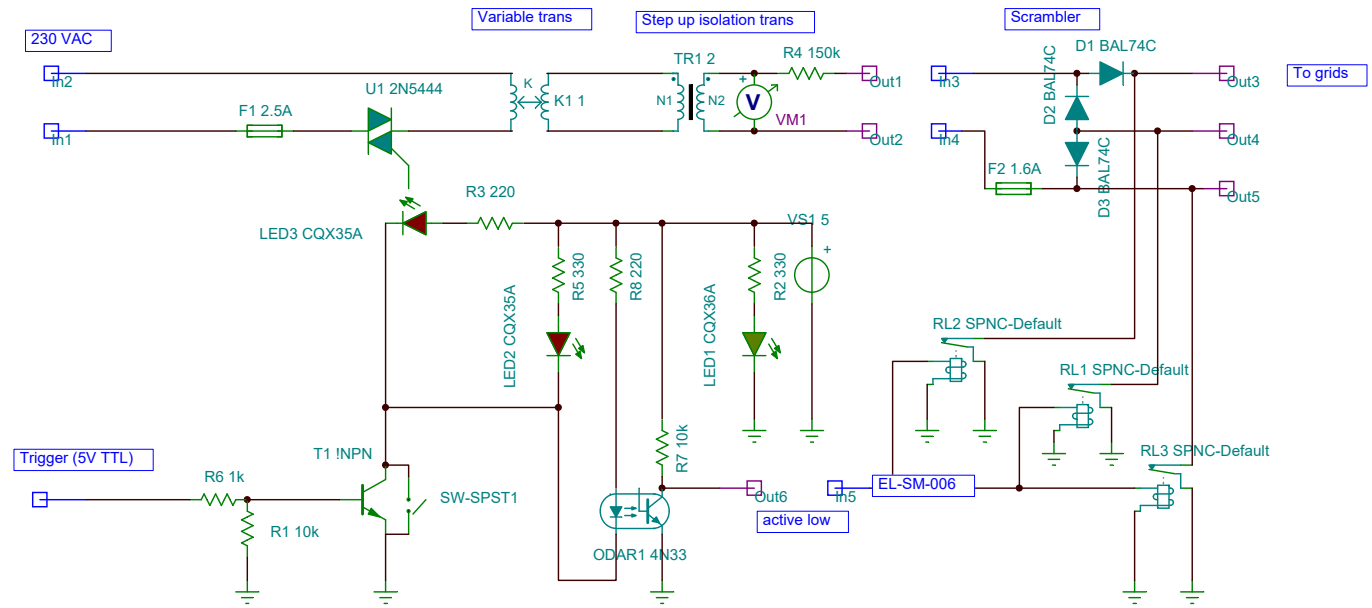 Variable trans
Step up isolation trans
Scrambler
230 VAC
To grids
In2
U1 2N5444
K
K1 1
TR1 2
N1
N2
R4 150k
+
V
VM1
Out1
In3
D1 BAL74C
D2 BAL74C
Out3
F1 2.5A
In1
Out2
In4
F2 1.6A
D3 BAL74C
Out4
Out5
R3 220
LED3 CQX35A
VS1 5
+
R5 330
R8 220
R2 330
LED2 CQX35A
LED1 CQX36A
RL2 SPNC-Default
RL1 SPNC-Default
RL3 SPNC-Default
Trigger (5V TTL)
T1 !NPN
R6 1k
SW-SPST1
R1 10k
R7 10k
Out6
active low
In5
EL-SM-006
ODAR1 4N33